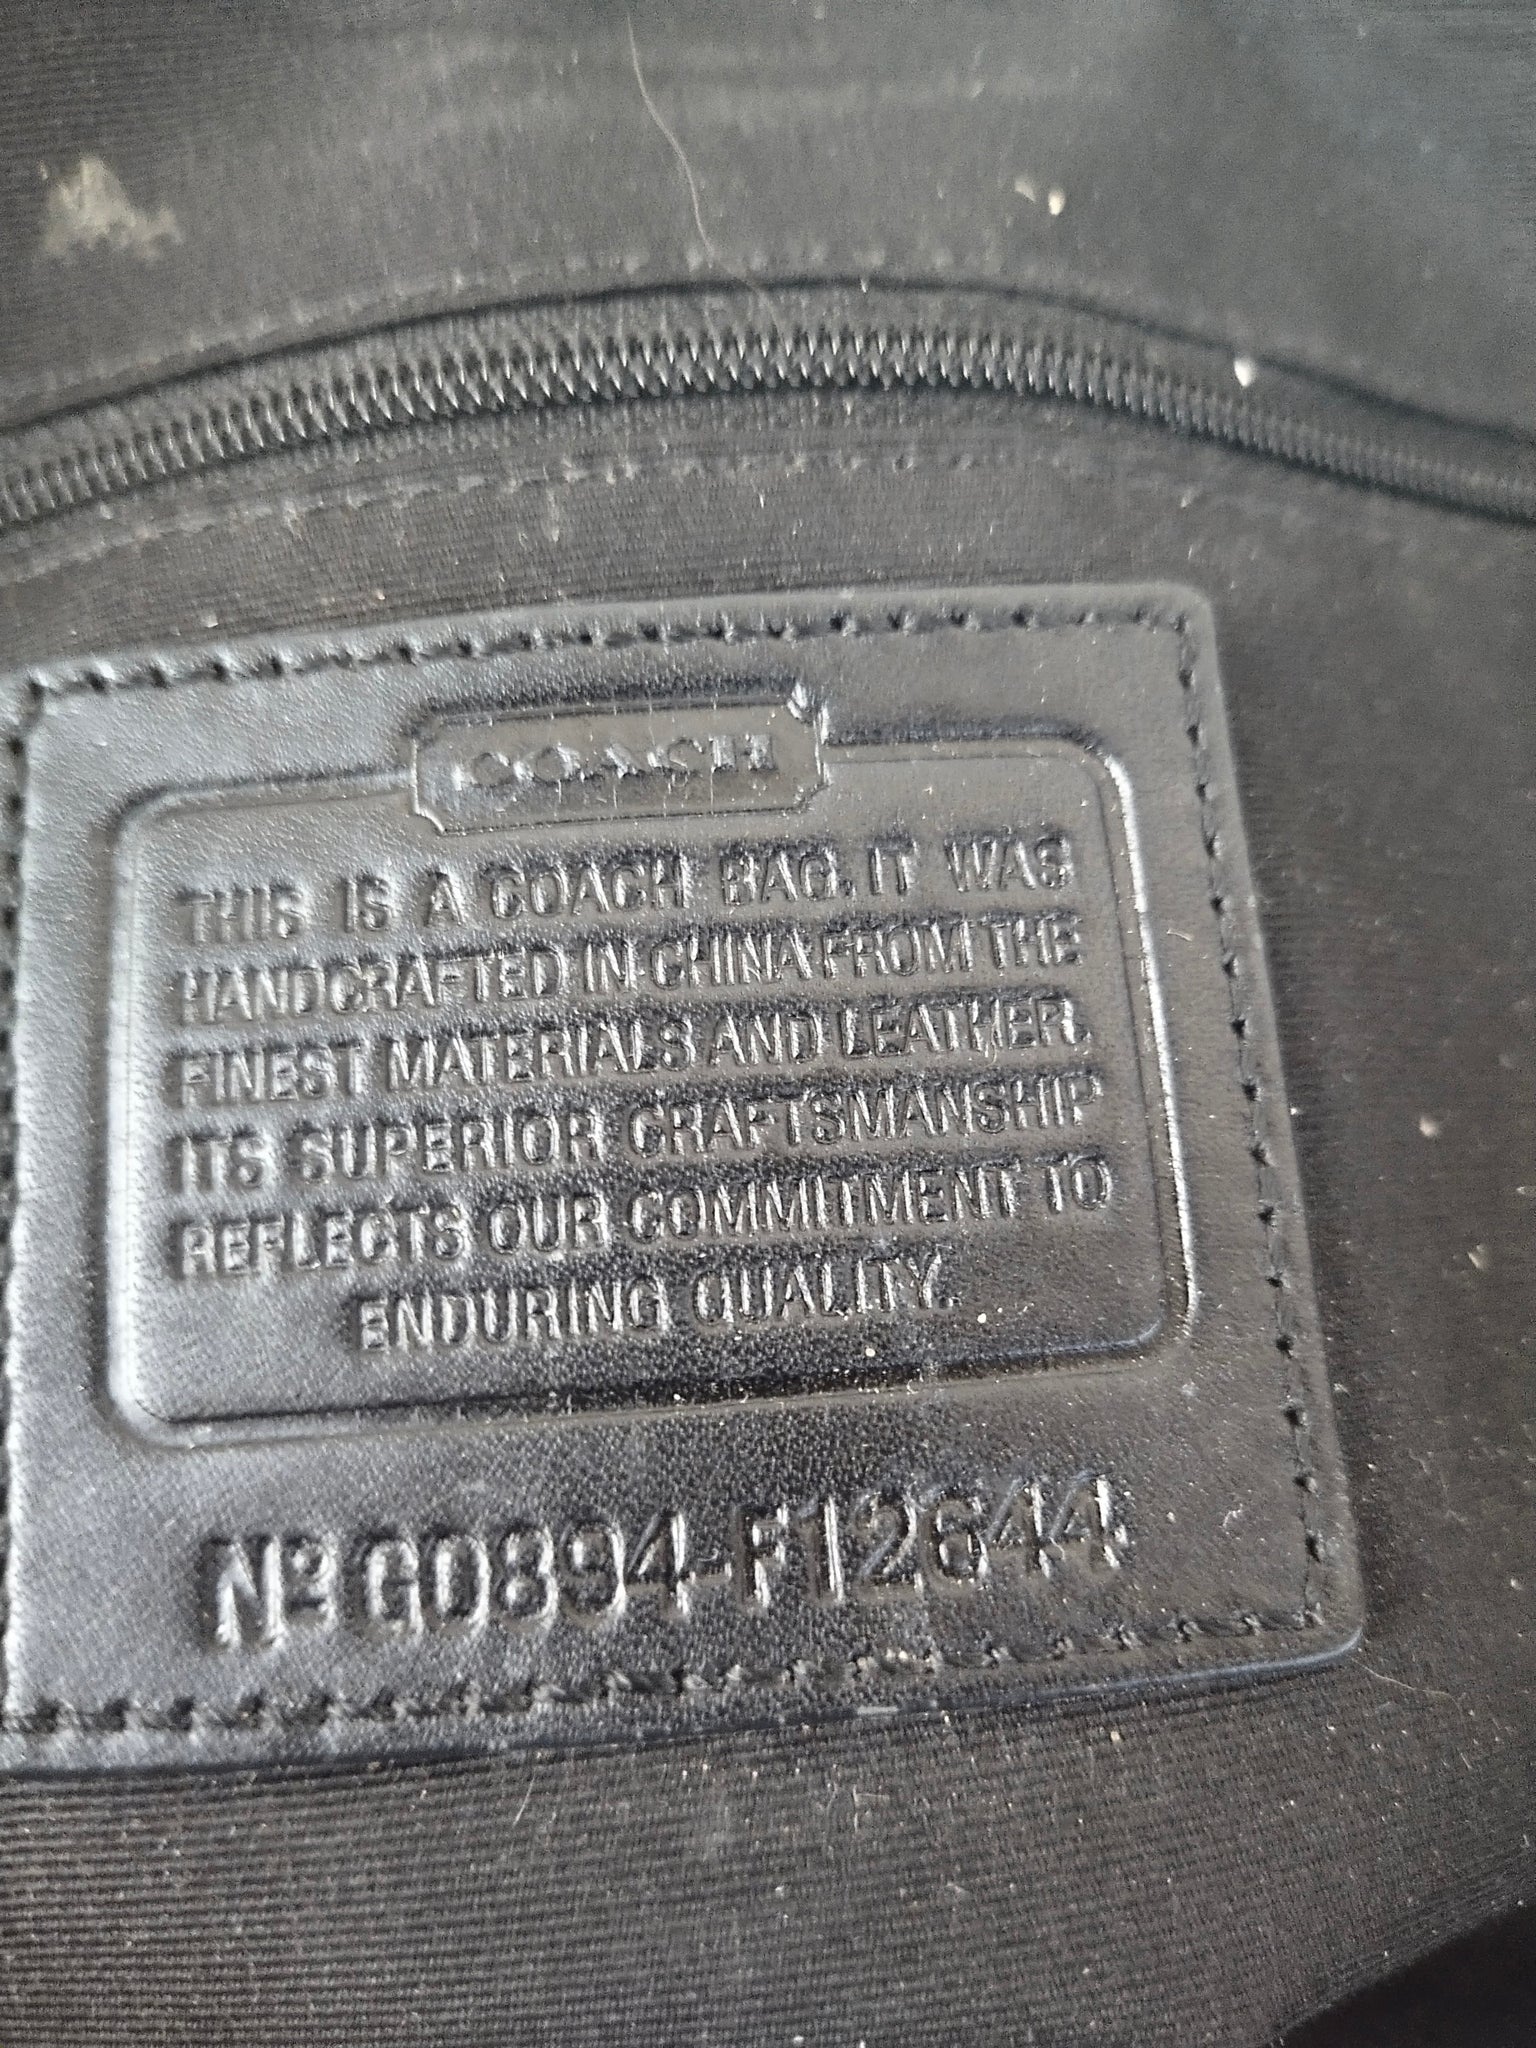 COACH
THIS IS A COACH BAG. IT WAS
HANDCRAFTED IN CHINA FROM THE
FINEST MATERIALS AND LEATHER.
ITS SUPERIOR CRAFTSMANSHIP
REFLECTS OUR COMMITMENT TO
ENDURING QUALITY.
Nº G0894-F12644